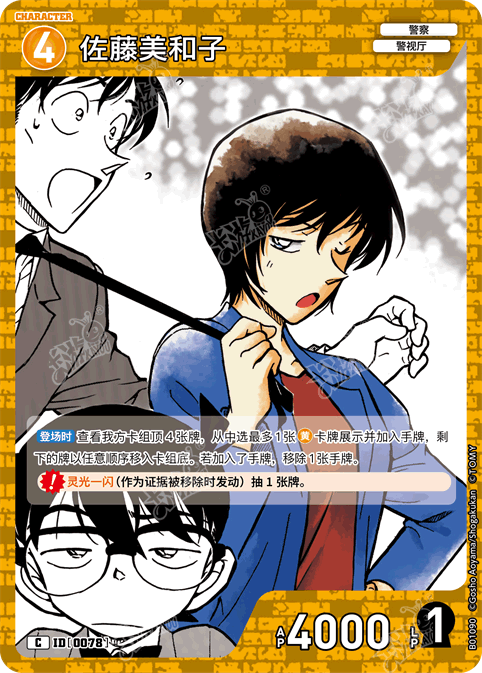 CHARACTER
4
佐藤美和子
警察
警视厅
登场时 查看我方卡组顶4张牌，从中选最多1张 黄 卡牌展示并加入手牌，剩
下的牌以任意顺序移入卡组底。若加入了手牌，移除1张手牌。
灵光一闪（作为证据被移除时发动）抽1张牌。
C ID[0078]
AP 4000 LP 1
B01090 ©Gosho Aoyama/Shogakukan ©TOMY